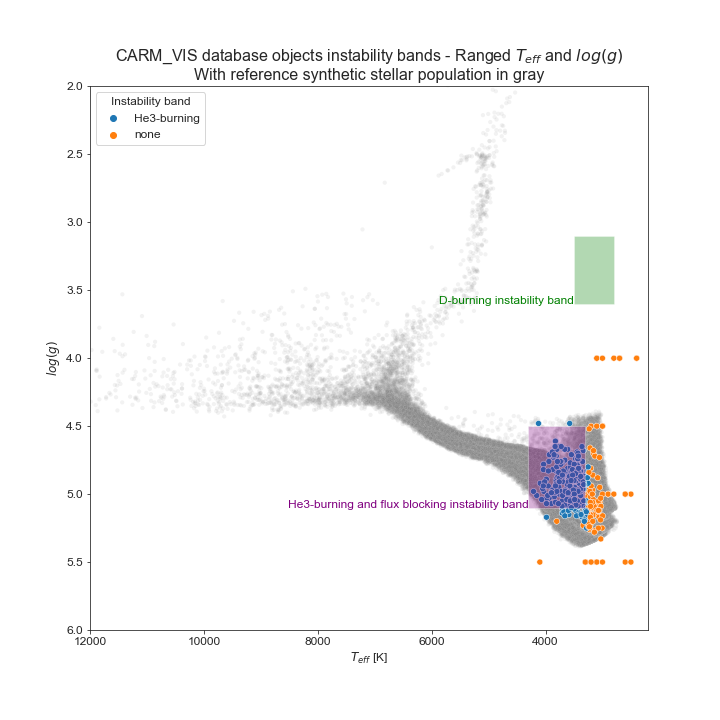 CARM_VIS database objects instability bands - Ranged T_eff and log(g)
With reference synthetic stellar population in gray
Instability band
He3-burning
none
D-burning instability band
He3-burning and flux blocking instability band
log(g)
2.0
2.5
3.0
3.5
4.0
4.5
5.0
5.5
6.0
12000
10000
8000
6000
4000
T_eff [K]